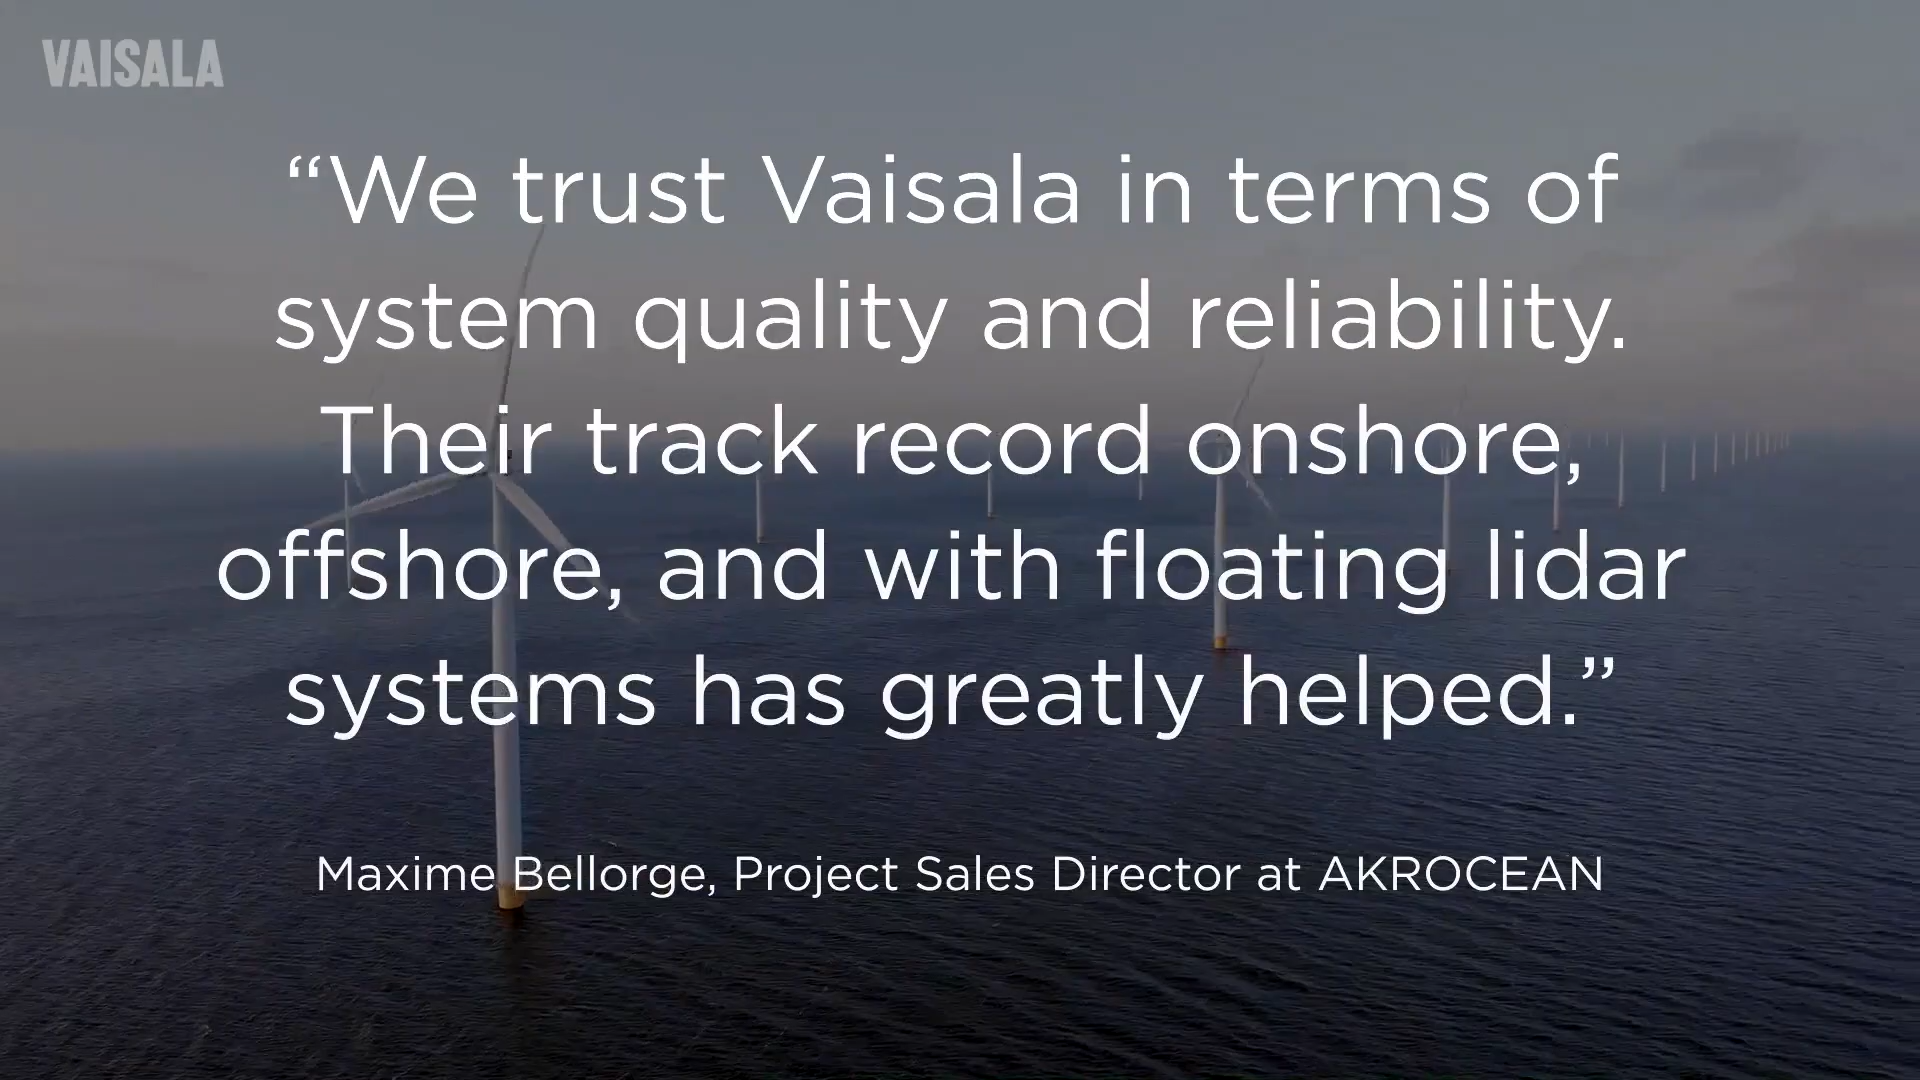 VAISALA
“We trust Vaisala in terms of
system quality and reliability.
Their track record onshore,
offshore, and with floating lidar
systems has greatly helped.”
Maxime Bellorge, Project Sales Director at AKROCEAN